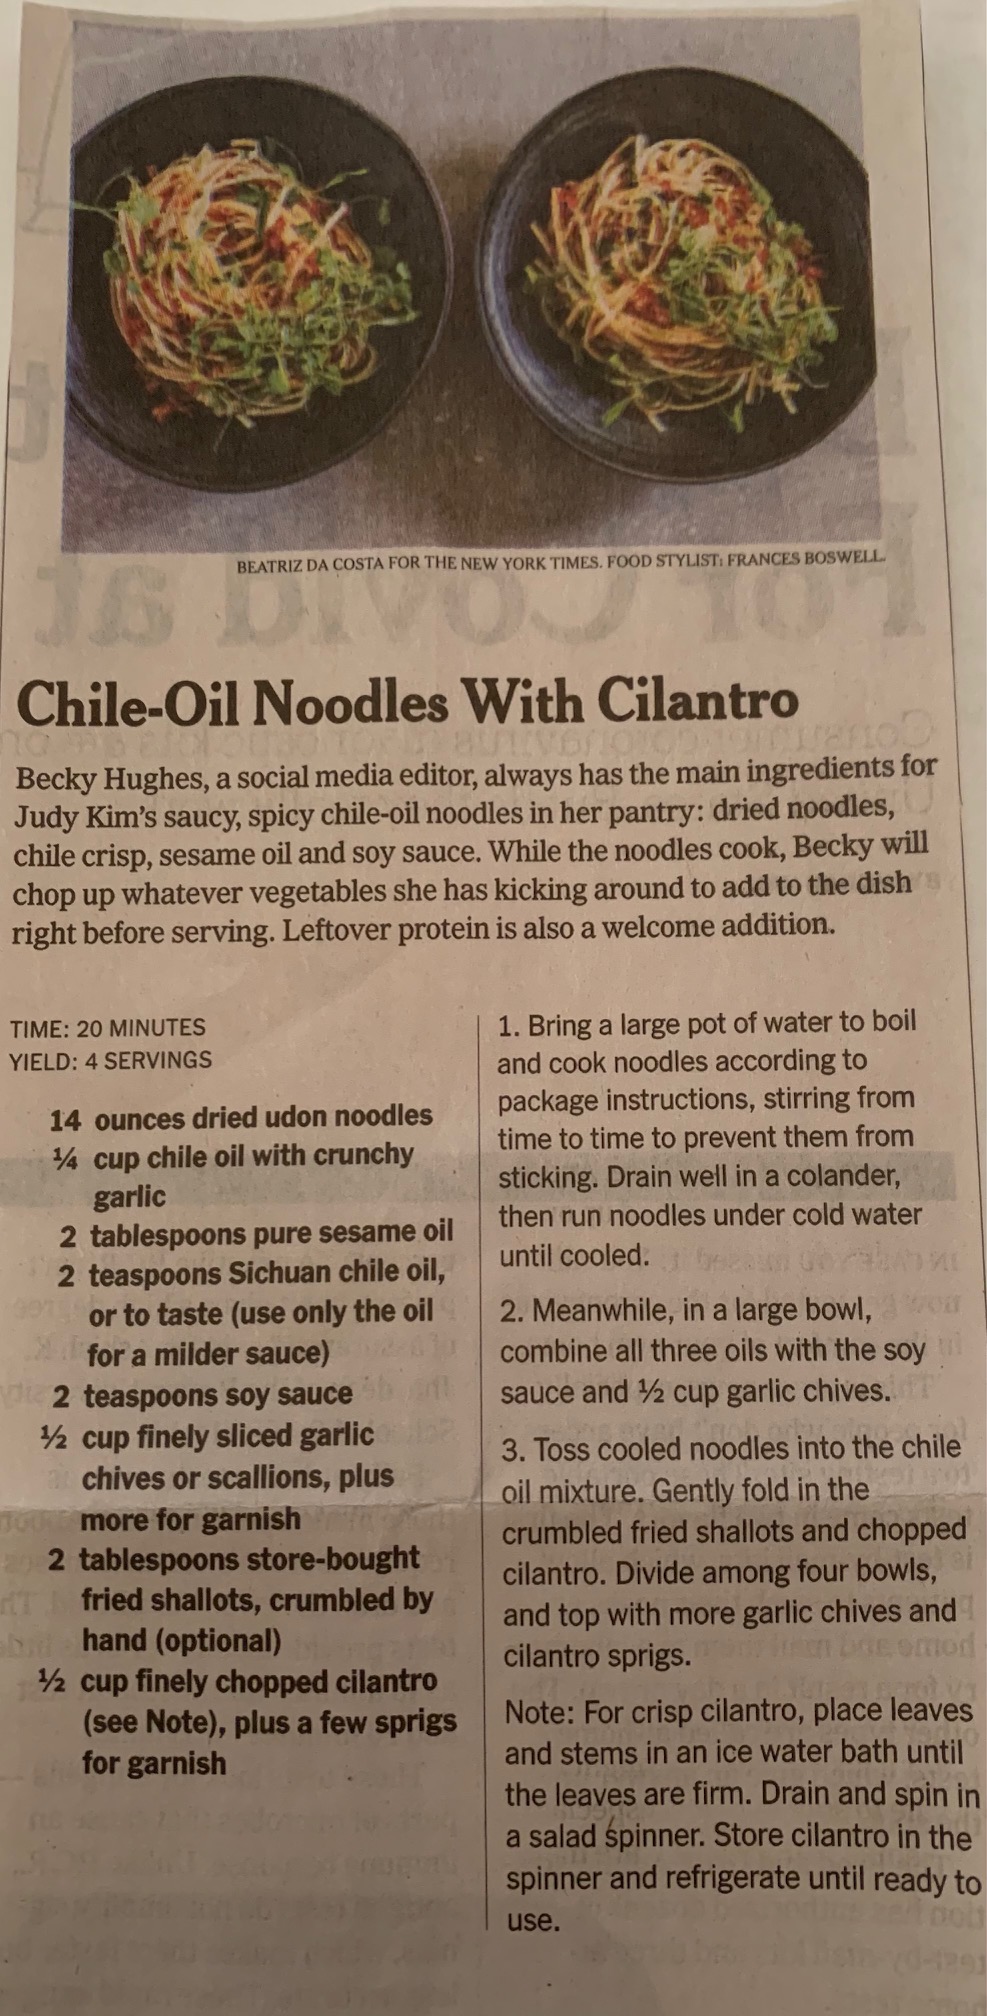 BEATRIZ DA COSTA FOR THE NEW YORK TIMES. FOOD STYLIST: FRANCES BOSWELL.
Chile-Oil Noodles With Cilantro
Becky Hughes, a social media editor, always has the main ingredients for
Judy Kim's saucy, spicy chile-oil noodles in her pantry: dried noodles,
chile crisp, sesame oil and soy sauce. While the noodles cook, Becky will
chop up whatever vegetables she has kicking around to add to the dish
right before serving. Leftover protein is also a welcome addition.
TIME: 20 MINUTES
YIELD: 4 SERVINGS
14 ounces dried udon noodles
¼ cup chile oil with crunchy
garlic
2 tablespoons pure sesame oil
2 teaspoons Sichuan chile oil,
or to taste (use only the oil
for a milder sauce)
2 teaspoons soy sauce
½ cup finely sliced garlic
chives or scallions, plus
more for garnish
2 tablespoons store-bought
fried shallots, crumbled by
hand (optional)
½ cup finely chopped cilantro
(see Note), plus a few sprigs
for garnish
1. Bring a large pot of water to boil
and cook noodles according to
package instructions, stirring from
time to time to prevent them from
sticking. Drain well in a colander,
then run noodles under cold water
until cooled.
2. Meanwhile, in a large bowl,
combine all three oils with the soy
sauce and ½ cup garlic chives.
3. Toss cooled noodles into the chile
oil mixture. Gently fold in the
crumbled fried shallots and chopped
cilantro. Divide among four bowls,
and top with more garlic chives and
cilantro sprigs.
Note: For crisp cilantro, place leaves
and stems in an ice water bath until
the leaves are firm. Drain and spin in
a salad spinner. Store cilantro in the
spinner and refrigerate until ready to
use.